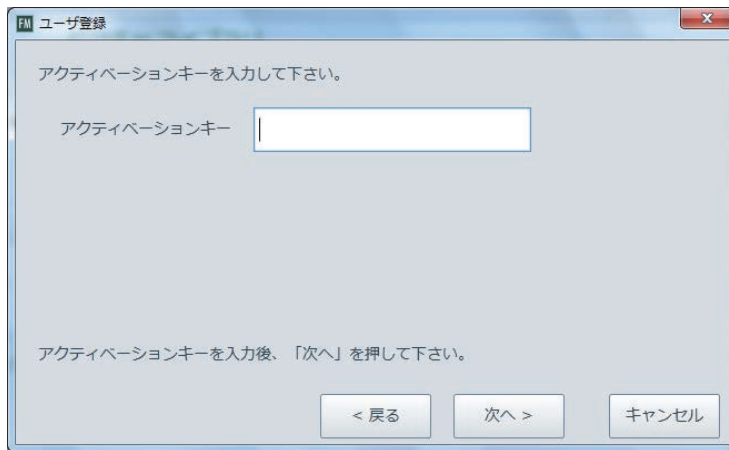 FM ユーザ登録
アクティベーションキーを入力して下さい。
アクティベーションキー
アクティベーションキーを入力後、「次へ」を押して下さい。
< 戻る 次へ > キャンセル